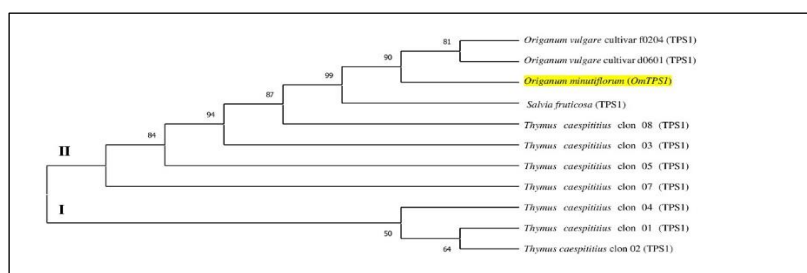 81
Origanum vulgare cultivar f0204 (TPS1)
90
Origanum vulgare cultivar d0601 (TPS1)
99
Origanum minutiflorum (OmTPS1)
87
Salvia fruticosa (TPS1)
94
Thymus caespititius clon 08 (TPS1)
84
Thymus caespititius clon 03 (TPS1)
II
Thymus caespititius clon 05 (TPS1)
Thymus caespititius clon 07 (TPS1)
I
Thymus caespititius clon 04 (TPS1)
50
Thymus caespititius clon 01 (TPS1)
64
Thymus caespititius clon 02 (TPS1)